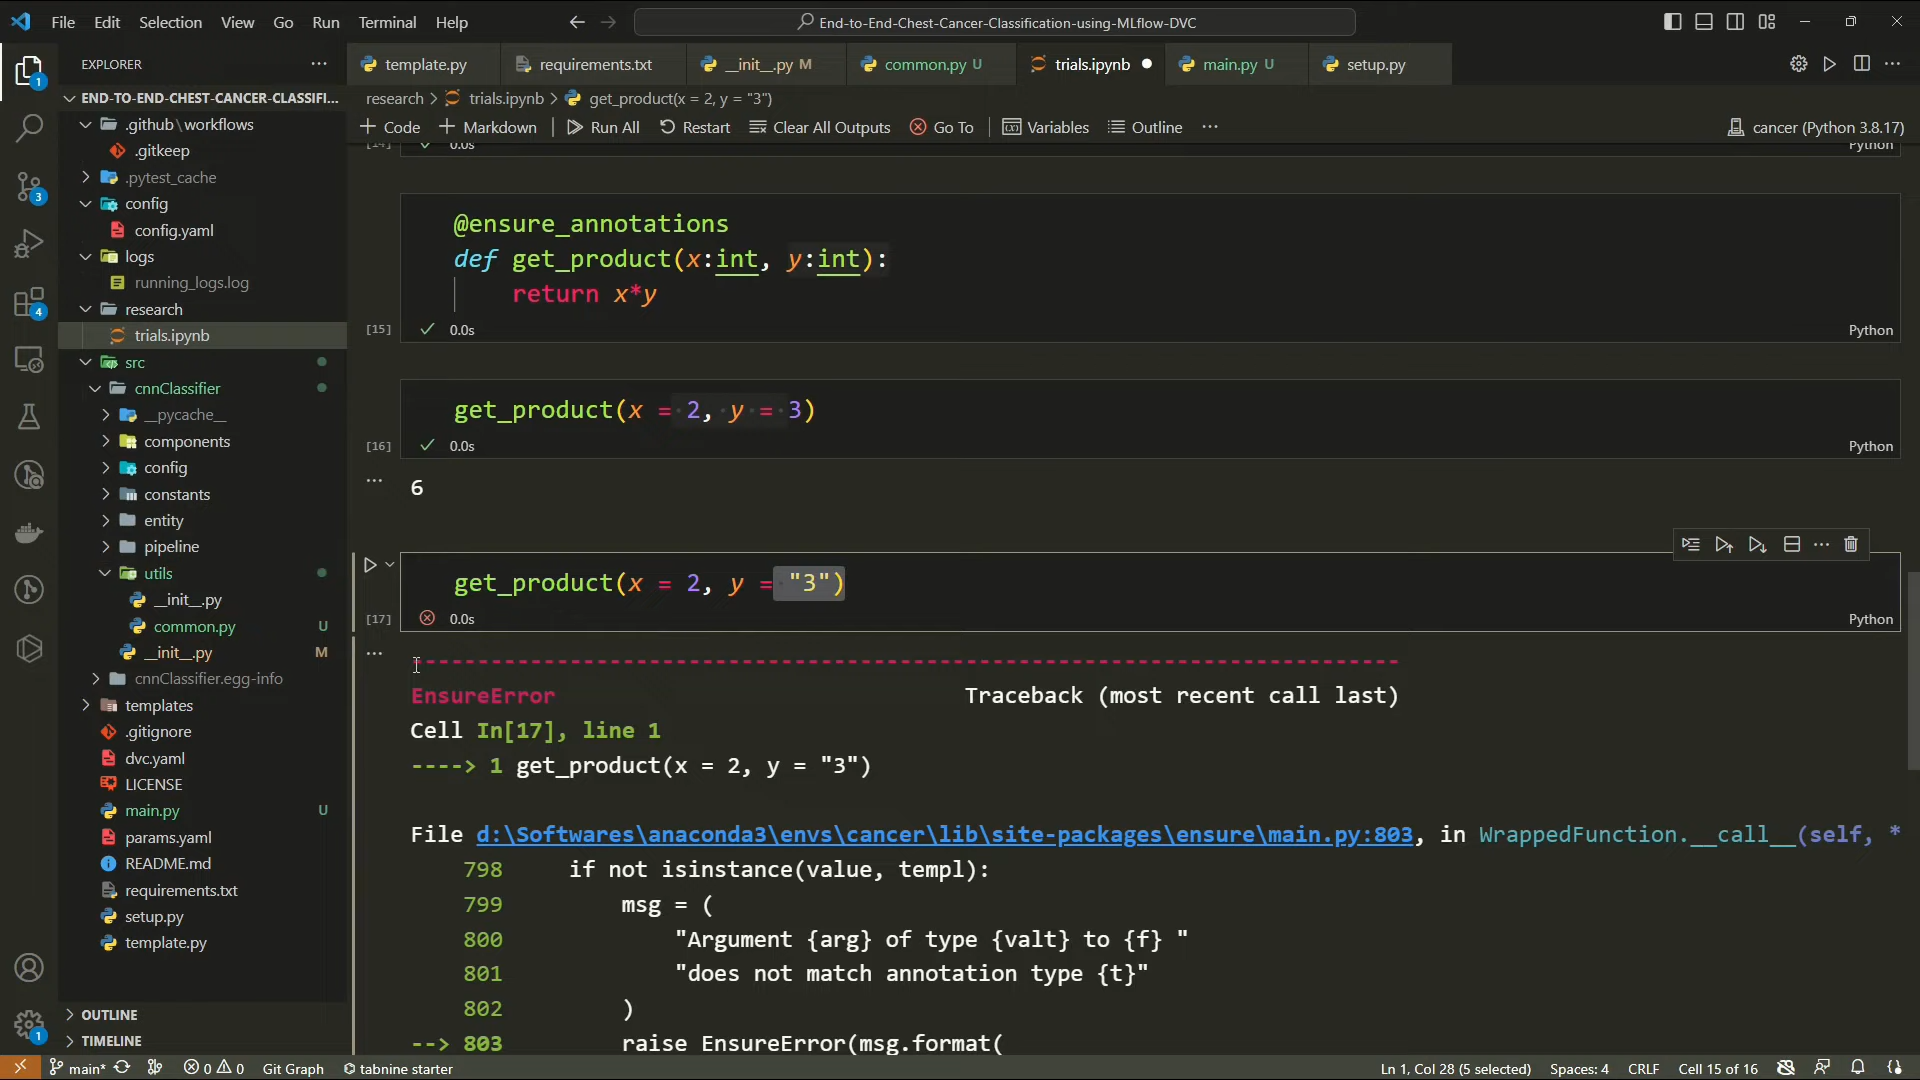 File Edit Selection View Go Run Terminal Help
End-to-End-Chest-Cancer-Classification-using-MLflow-DVC
EXPLORER
template.py requirements.txt __init__.py M common.py U trials.ipynb main.py U setup.py
END-TO-END-CHEST-CANCER-CLASSIFI...
research > trials.ipynb > get_product(x = 2, y = "3")
+ Code + Markdown Run All Restart Clear All Outputs Go To Variables Outline ...
cancer (Python 3.8.17)
.github\workflows
.gitkeep
.pytest_cache
config
config.yaml
logs
running_logs.log
research
trials.ipynb
src
cnnClassifier
__pycache__
components
config
constants
entity
pipeline
utils
__init__.py
common.py U
__init__.py M
cnnClassifier.egg-info
templates
.gitignore
dvc.yaml
LICENSE
main.py U
params.yaml
README.md
requirements.txt
setup.py
template.py
OUTLINE
TIMELINE
[14] 0.0s Python
@ensure_annotations
def get_product(x:int, y:int):
return x*y
[15] 0.0s Python
get_product(x = 2, y = 3)
[16] 0.0s Python
6
get_product(x = 2, y = "3")
[17] 0.0s Python
---------------------------------------------------------------------------
EnsureError Traceback (most recent call last)
Cell In[17], line 1
----> 1 get_product(x = 2, y = "3")
File d:\Softwares\anaconda3\envs\cancer\lib\site-packages\ensure\main.py:803, in WrappedFunction.__call__(self, *
798 if not isinstance(value, templ):
799 msg = (
800 "Argument {arg} of type {valt} to {f} "
801 "does not match annotation type {t}"
802 )
--> 803 raise EnsureError(msg.format(
main* 0 0 Git Graph tabnine starter Ln 1, Col 28 (5 selected) Spaces: 4 CRLF Cell 15 of 16
1
3
4
1